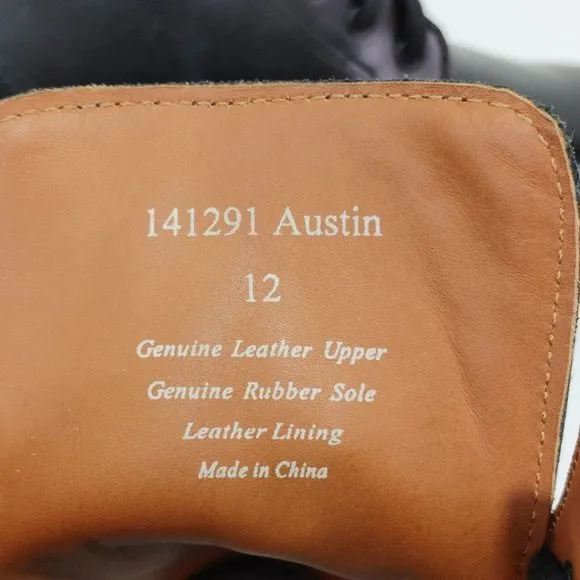 141291 Austin
12
Genuine Leather Upper
Genuine Rubber Sole
Leather Lining
Made in China